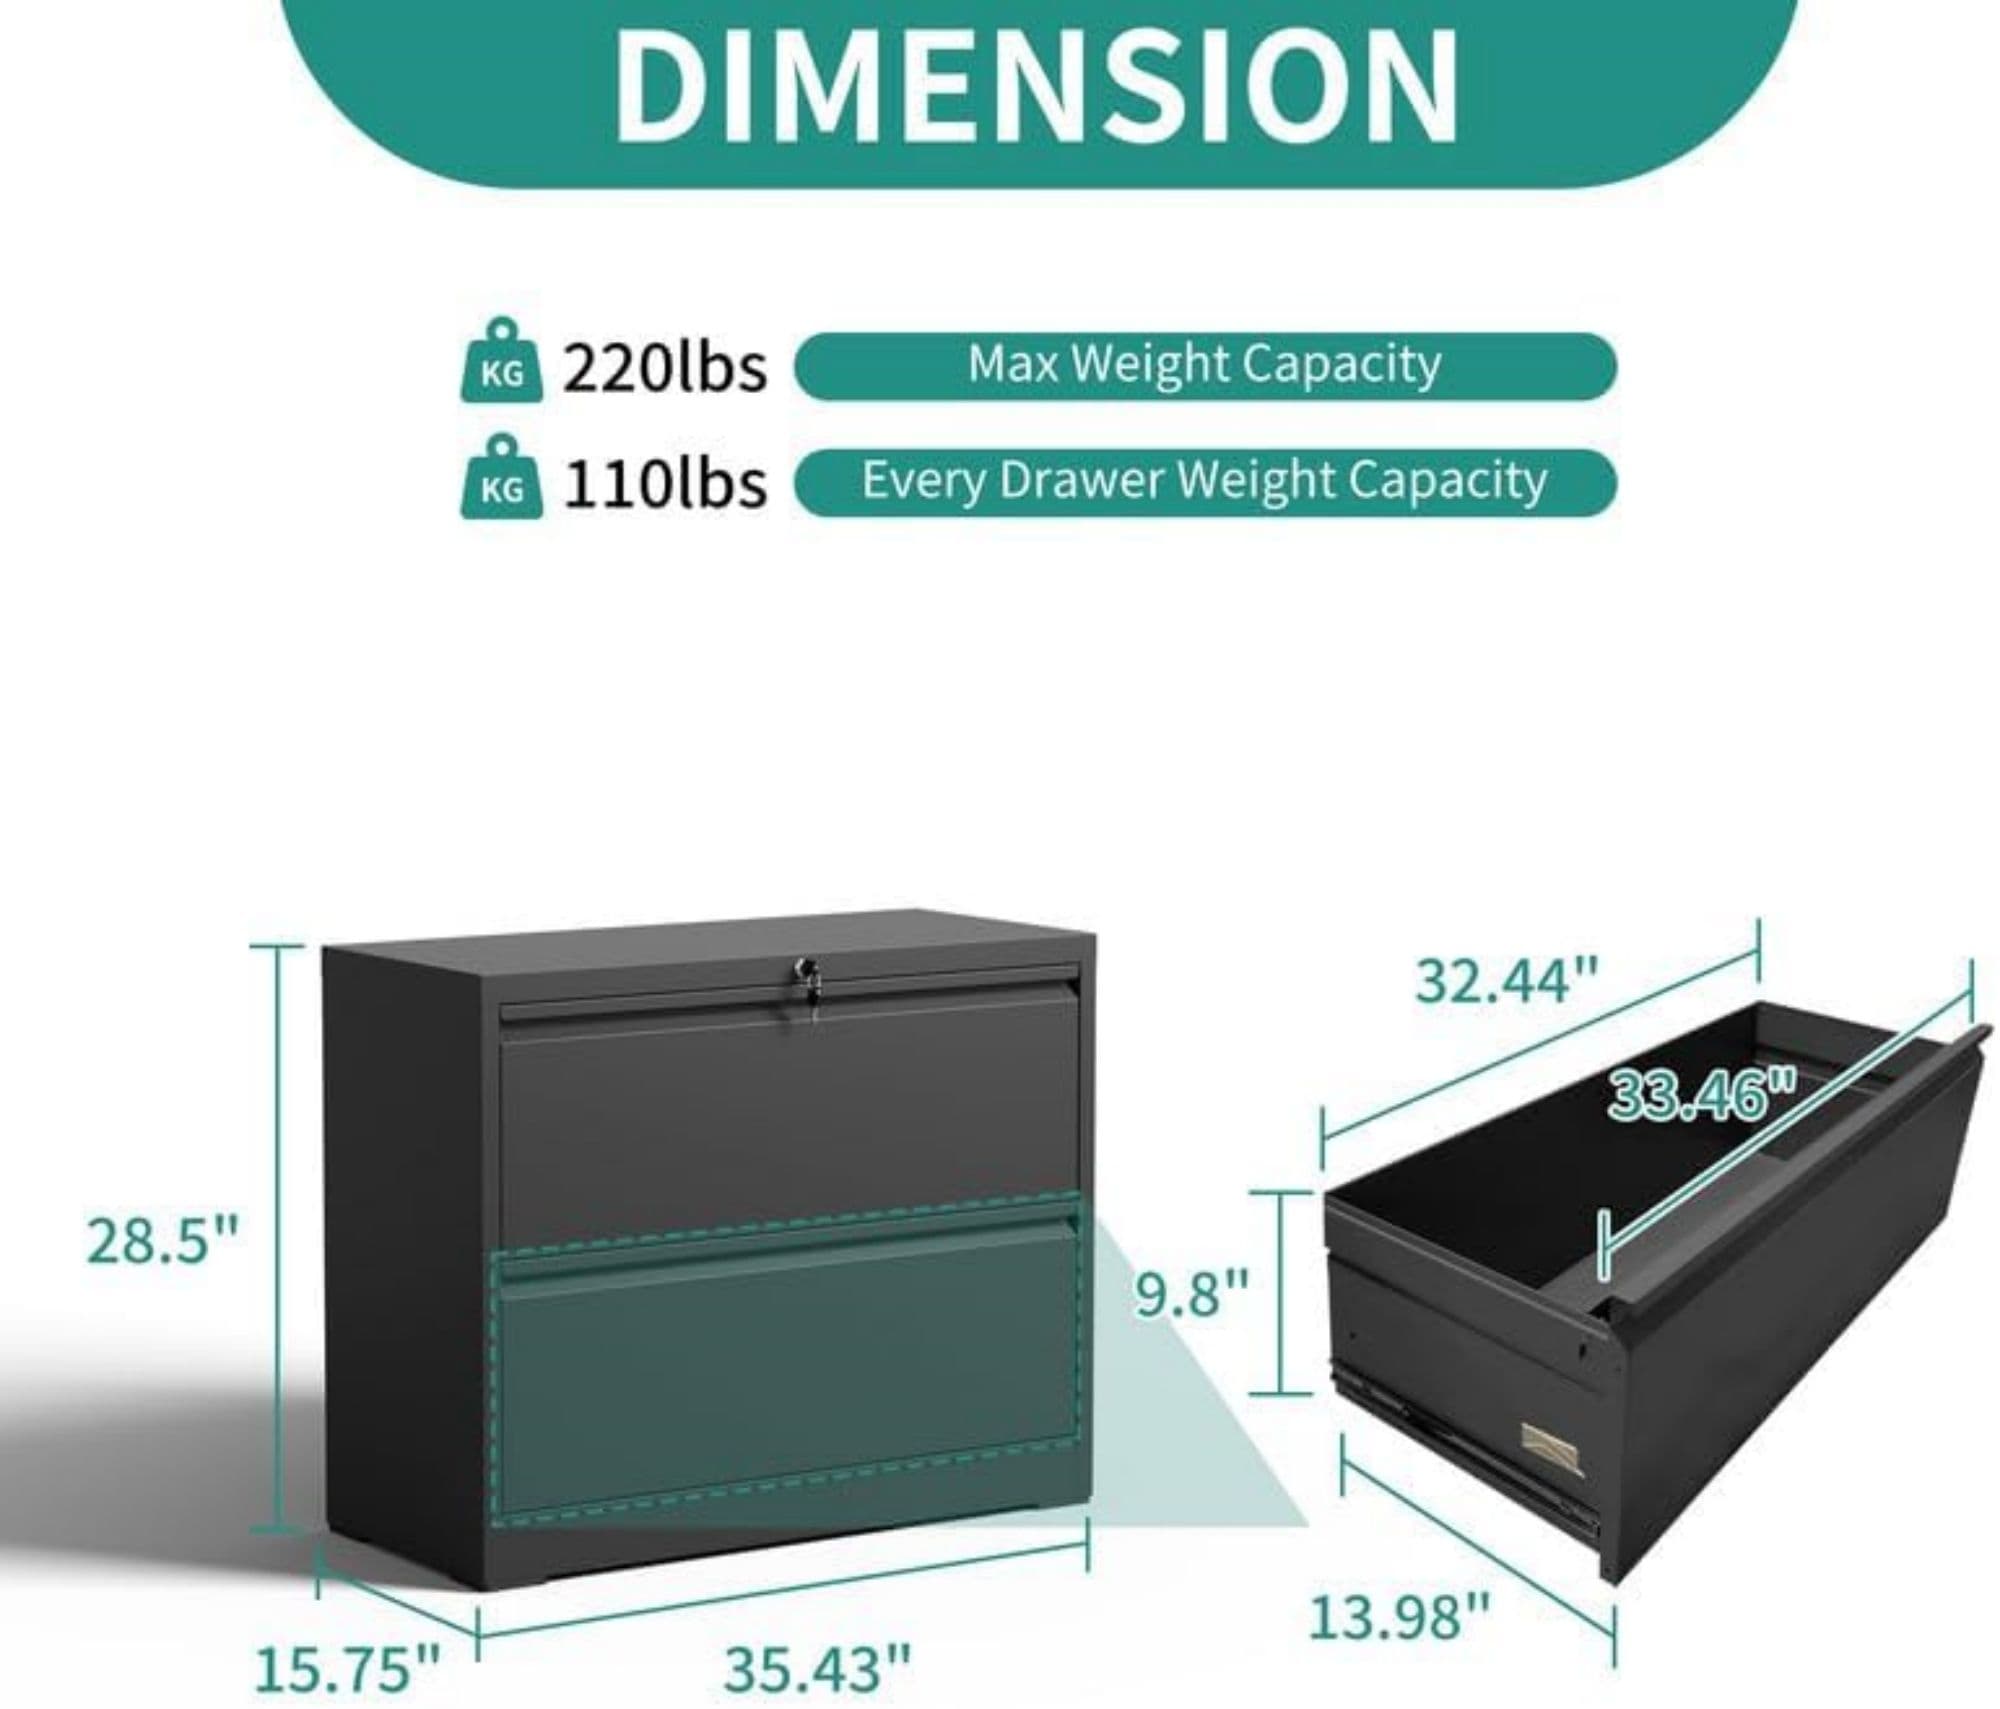 DIMENSION
KG 220lbs Max Weight Capacity
KG 110lbs Every Drawer Weight Capacity
32.44"
33.46"
28.5"
9.8"
13.98"
15.75"
35.43"